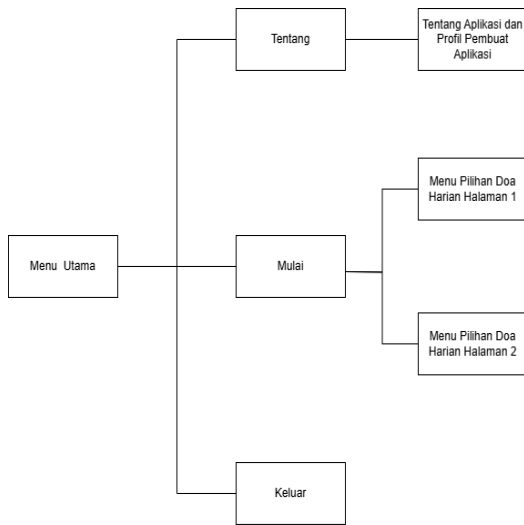 Tentang
Tentang Aplikasi dan
Profil Pembuat
Aplikasi
Menu Pilihan Doa
Harian Halaman 1
Menu Utama
Mulai
Menu Pilihan Doa
Harian Halaman 2
Keluar